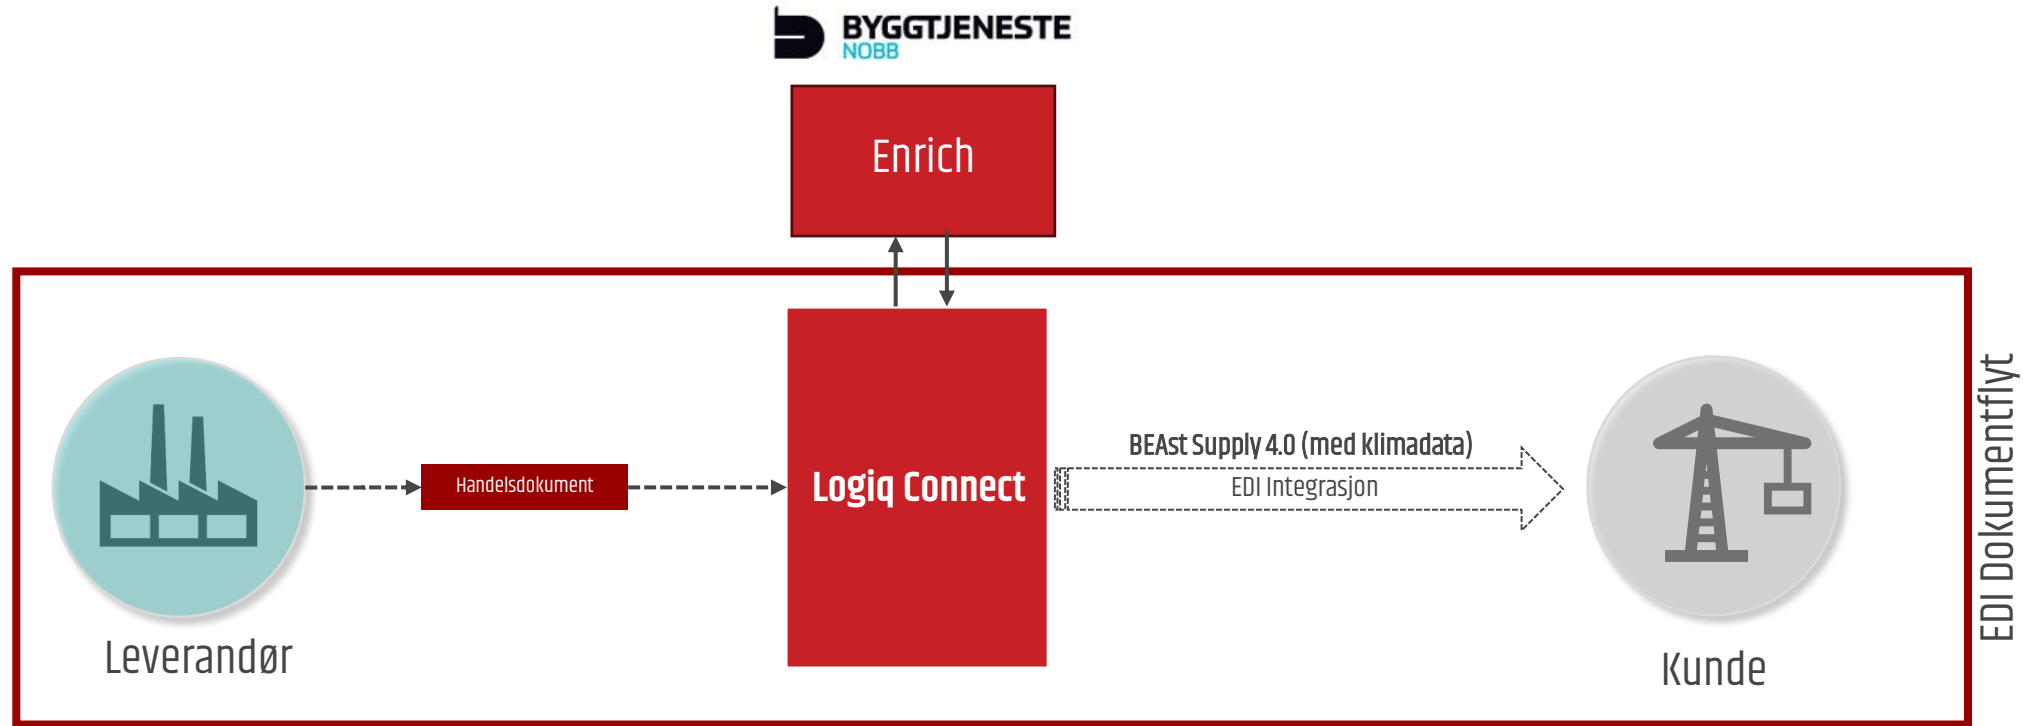 BYGGTJENESTE
NOBB
Enrich
Handelsdokument
Logiq Connect
BEAst Supply 4.0 (med klimadata)
EDI Integrasjon
Leverandør
Kunde
EDI Dokumentflyt